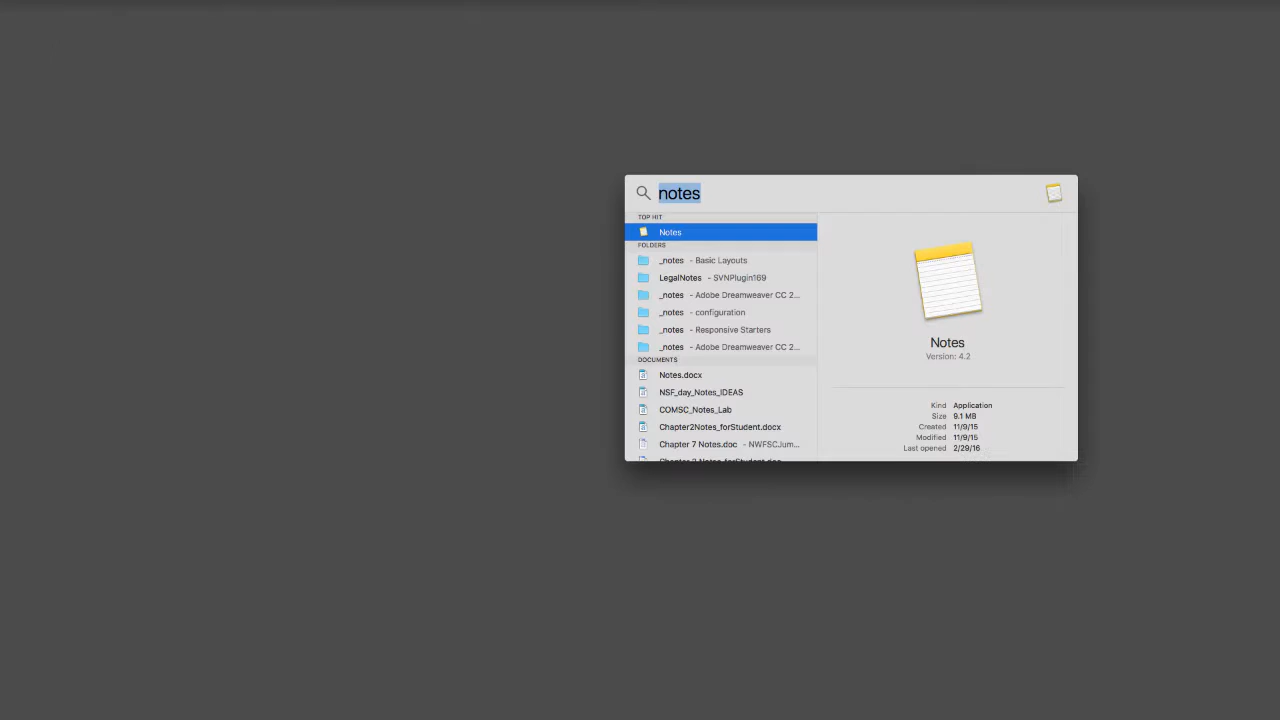 notes
TOP HIT
Notes
FOLDERS
_notes - Basic Layouts
LegalNotes - SVNPlugin169
_notes - Adobe Dreamweaver CC 2...
_notes - configuration
_notes - Responsive Starters
_notes - Adobe Dreamweaver CC 2...
DOCUMENTS
Notes.docx
NSF_day_Notes_IDEAS
COMSC_Notes_Lab
Chapter2Notes_forStudent.docx
Chapter 7 Notes.doc - NWFSCJum...
Notes
Version: 4.2
Kind Application
Size 9.1 MB
Created 11/9/15
Modified 11/9/15
Last opened 2/29/16